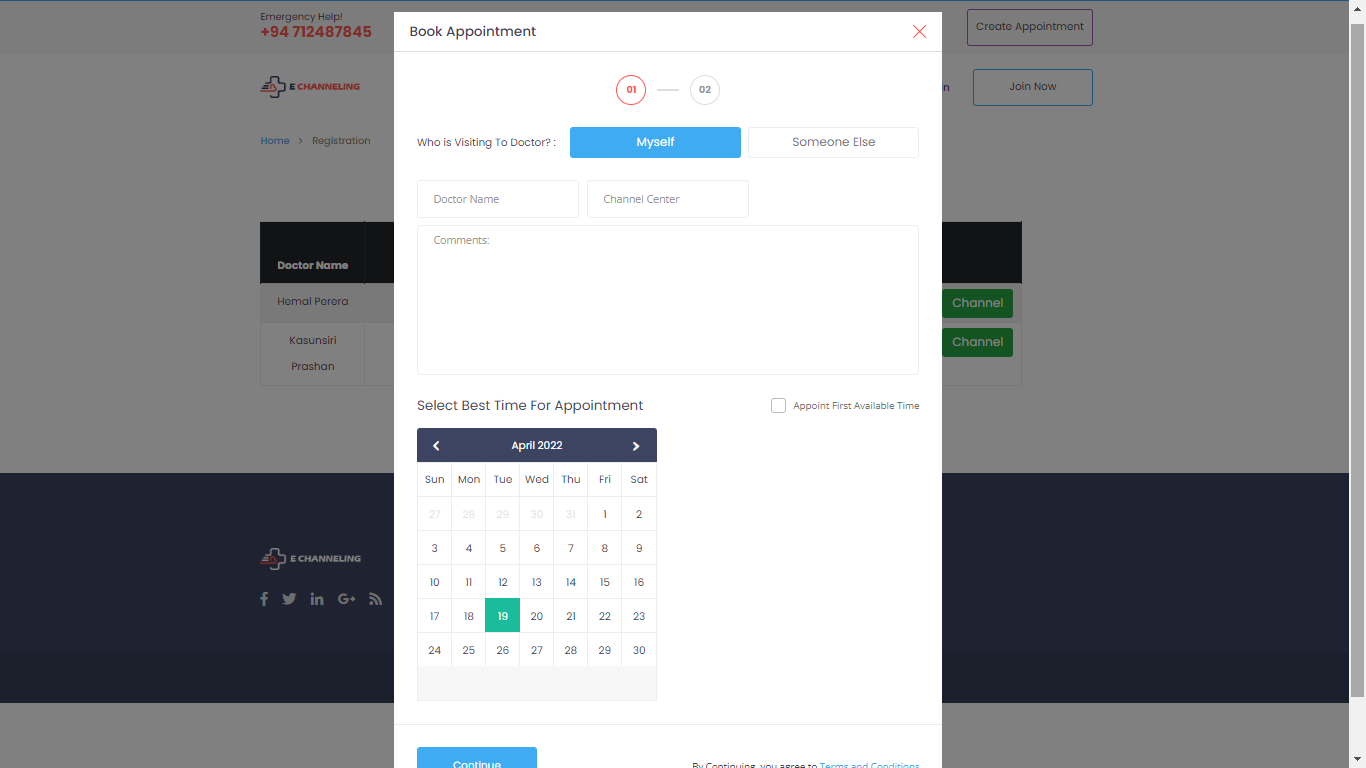 Emergency Help!
+94 712487845
Create Appointment
E CHANNELING
Join Now
Home > Registration
Doctor Name
Hemal Perera
Channel
Kasunsiri
Prashan
Channel
E CHANNELING
Book Appointment
01
02
Who is Visiting To Doctor? :
Myself
Someone Else
Doctor Name
Channel Center
Comments:
Select Best Time For Appointment
Appoint First Available Time
April 2022
Sun Mon Tue Wed Thu Fri Sat
27 28 29 30 31 1 2
3 4 5 6 7 8 9
10 11 12 13 14 15 16
17 18 19 20 21 22 23
24 25 26 27 28 29 30
Continue
By Continuing, you agree to Terms and Conditions